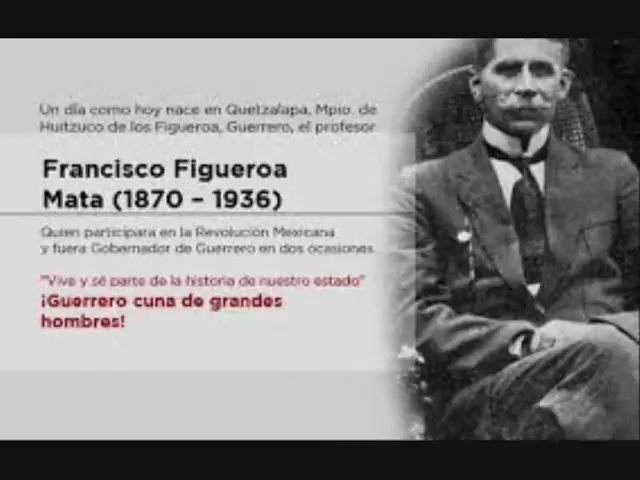 Un día como hoy nace en Quetzalapa, Mpio. de
Huitzuco de los Figueroa, Guerrero, el profesor
Francisco Figueroa
Mata (1870 - 1936)
Quien participara en la Revolución Mexicana
y fuera Gobernador de Guerrero en dos ocasiones
"Vive y sé parte de la historia de nuestro estado"
¡Guerrero cuna de grandes
hombres!